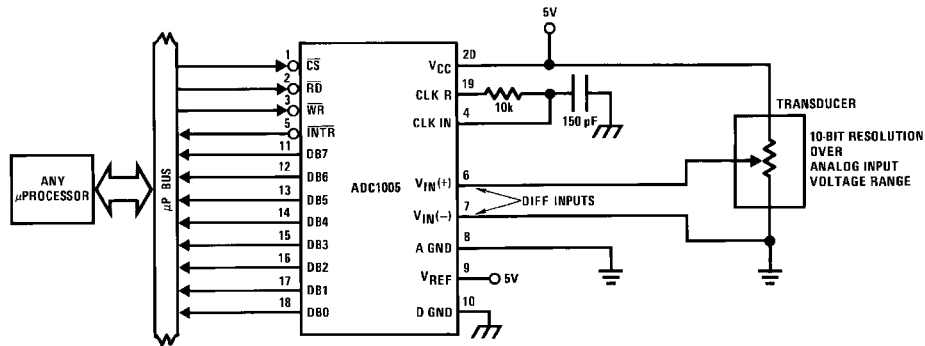 5V
1
CS
2
RD
3
WR
5
INTR
11
DB7
12
DB6
13
DB5
14
DB4
15
DB3
16
DB2
17
DB1
18
DB0
ANY
µPROCESSOR
µP BUS
ADC1005
VCC
20
CLK R
19
10k
CLK IN
4
150 pF
VIN(+)
6
DIFF INPUTS
VIN(−)
7
A GND
8
VREF
9
5V
D GND
10
TRANSDUCER
10-BIT RESOLUTION
OVER
ANALOG INPUT
VOLTAGE RANGE